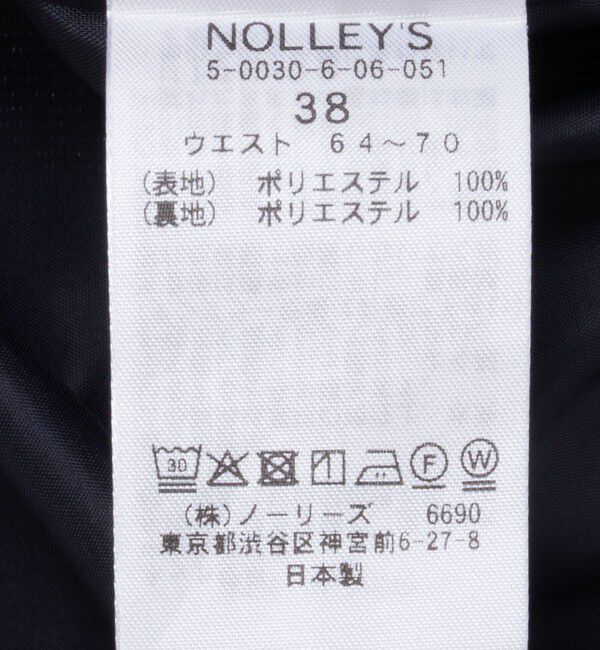 NOLLEY'S
5-0030-6-06-051
38
ウエスト 64～70
(表地) ポリエステル 100%
(裏地) ポリエステル 100%
30 F W
(株)ノーリーズ 6690
東京都渋谷区神宮前6-27-8
日本製